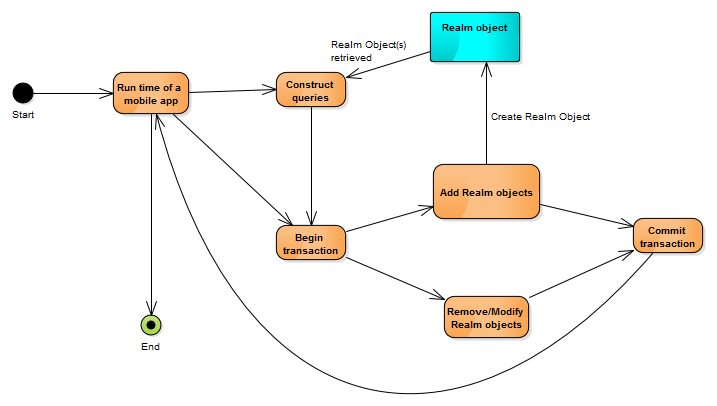 Realm object
Realm Object(s)
retrieved
Run time of a
mobile app
Construct
queries
Start
Create Realm Object
Add Realm objects
Begin
transaction
Commit
transaction
Remove/Modify
Realm objects
End